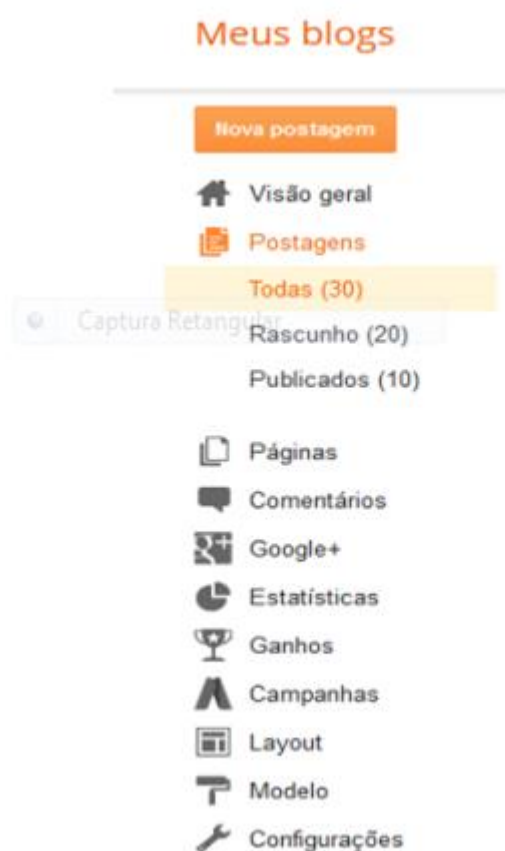 Meus blogs
Nova postagem
Visão geral
Postagens
Todas (30)
Captura Retangular
Rascunho (20)
Publicados (10)
Páginas
Comentários
Google+
Estatísticas
Ganhos
Campanhas
Layout
Modelo
Configurações